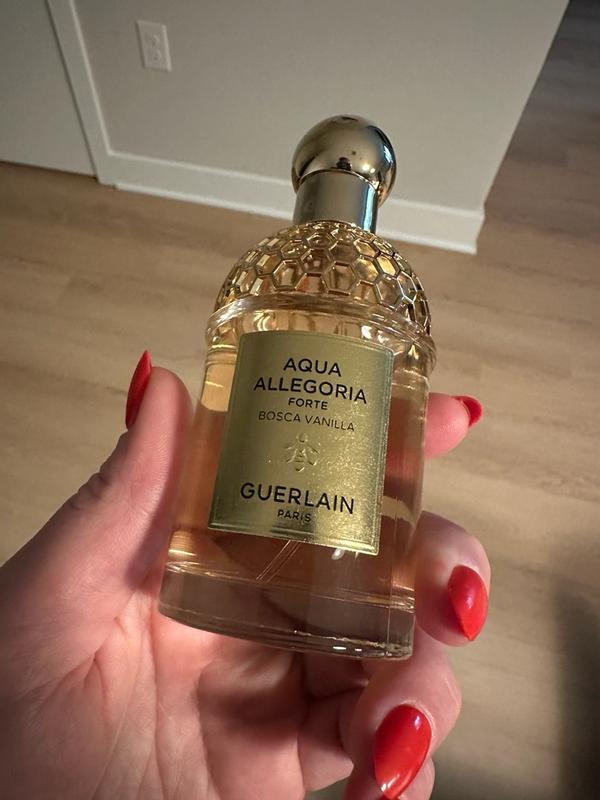 AQUA
ALLEGORIA
FORTE
BOSCA VANILLA
GUERLAIN
PARIS